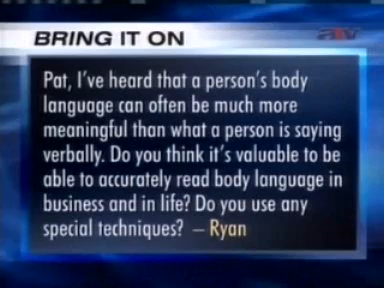 BRING IT ON
Pat, I've heard that a person's body
language can often be much more
meaningful than what a person is saying
verbally. Do you think it's valuable to be
able to accurately read body language in
business and in life? Do you use any
special techniques? – Ryan